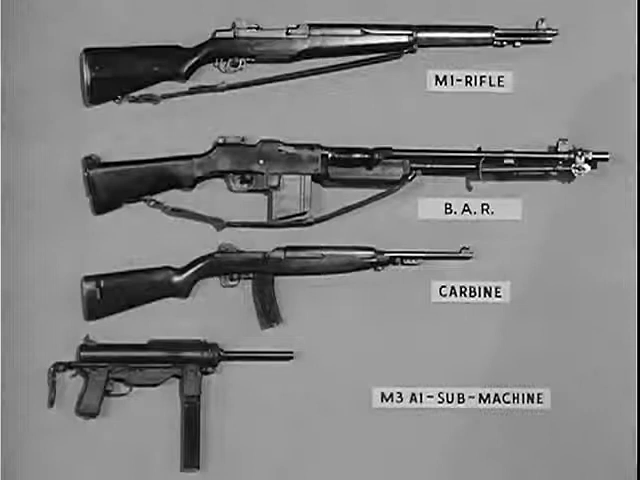 M1-RIFLE
B. A. R.
CARBINE
M3 A1-SUB-MACHINE